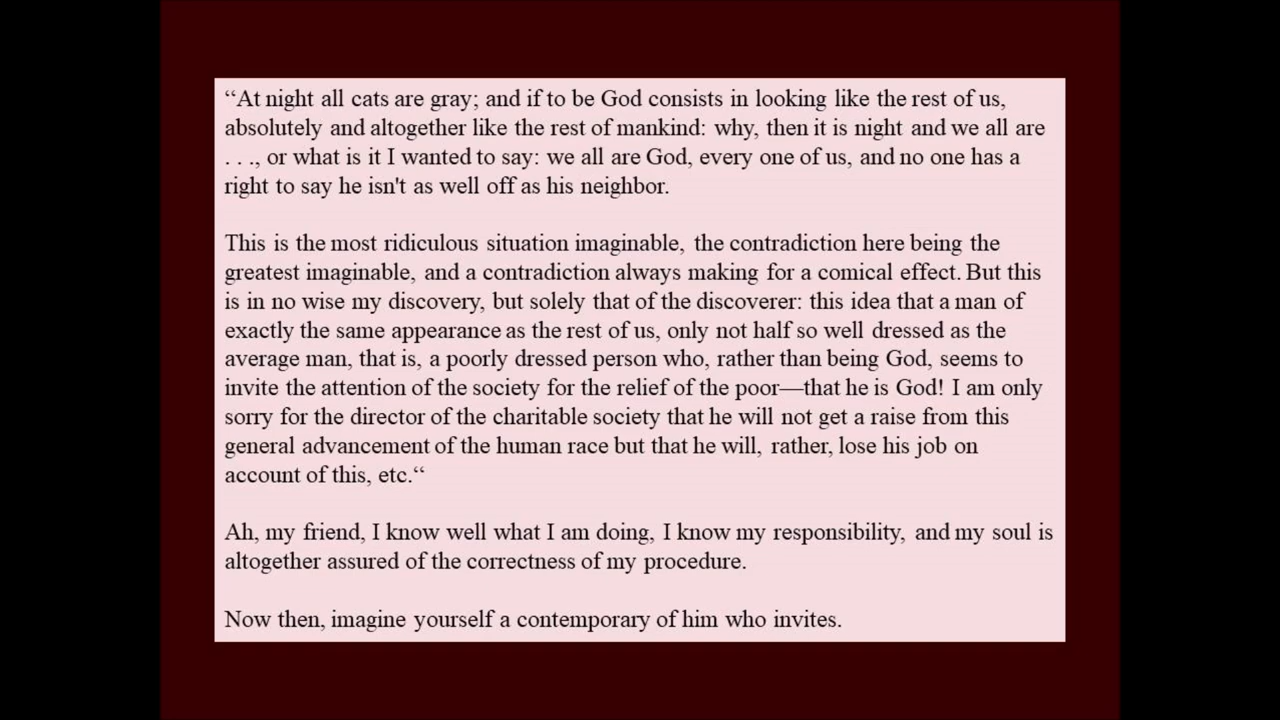 “At night all cats are gray; and if to be God consists in looking like the rest of us,
absolutely and altogether like the rest of mankind: why, then it is night and we all are
. . ., or what is it I wanted to say: we all are God, every one of us, and no one has a
right to say he isn't as well off as his neighbor.
This is the most ridiculous situation imaginable, the contradiction here being the
greatest imaginable, and a contradiction always making for a comical effect. But this
is in no wise my discovery, but solely that of the discoverer: this idea that a man of
exactly the same appearance as the rest of us, only not half so well dressed as the
average man, that is, a poorly dressed person who, rather than being God, seems to
invite the attention of the society for the relief of the poor—that he is God! I am only
sorry for the director of the charitable society that he will not get a raise from this
general advancement of the human race but that he will, rather, lose his job on
account of this, etc.“
Ah, my friend, I know well what I am doing, I know my responsibility, and my soul is
altogether assured of the correctness of my procedure.
Now then, imagine yourself a contemporary of him who invites.